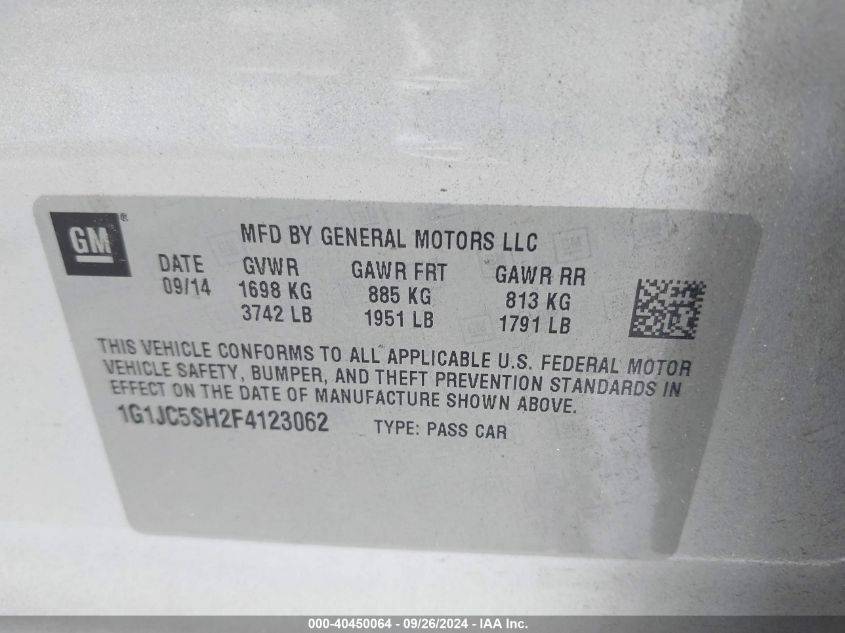 GM®
MFD BY GENERAL MOTORS LLC
DATE GVWR GAWR FRT GAWR RR
09/14 1698 KG 885 KG 813 KG
3742 LB 1951 LB 1791 LB
THIS VEHICLE CONFORMS TO ALL APPLICABLE U.S. FEDERAL MOTOR
VEHICLE SAFETY, BUMPER, AND THEFT PREVENTION STANDARDS IN
EFFECT ON THE DATE OF MANUFACTURE SHOWN ABOVE.
1G1JC5SH2F4123062 TYPE: PASS CAR
000-40450064 - 09/26/2024 - IAA Inc.